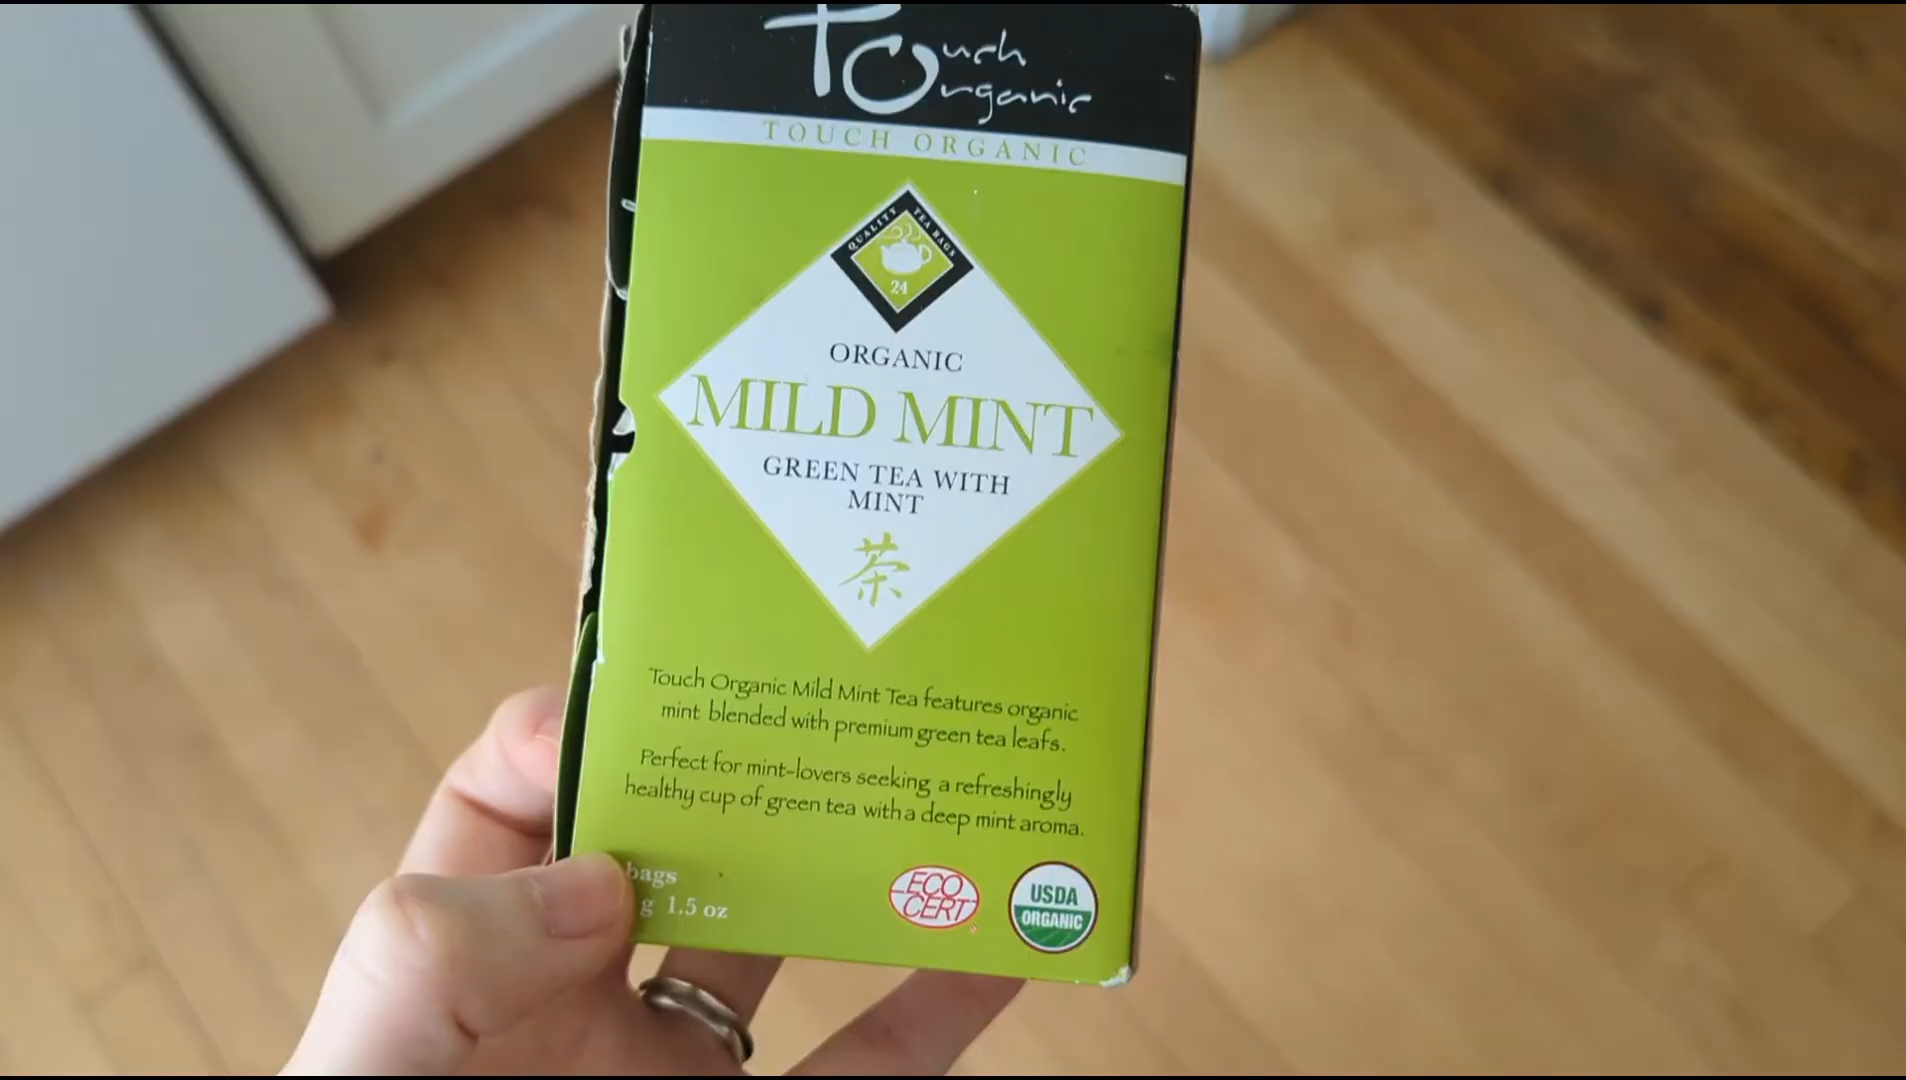 Touch
Organic
TOUCH ORGANIC
QUALITY TEA BAGS
24
ORGANIC
MILD MINT
GREEN TEA WITH
MINT
茶
Touch Organic Mild Mint Tea features organic
mint blended with premium green tea leafs.
Perfect for mint-lovers seeking a refreshingly
healthy cup of green tea with a deep mint aroma.
bags
g 1.5 oz
ECO
CERT
USDA
ORGANIC